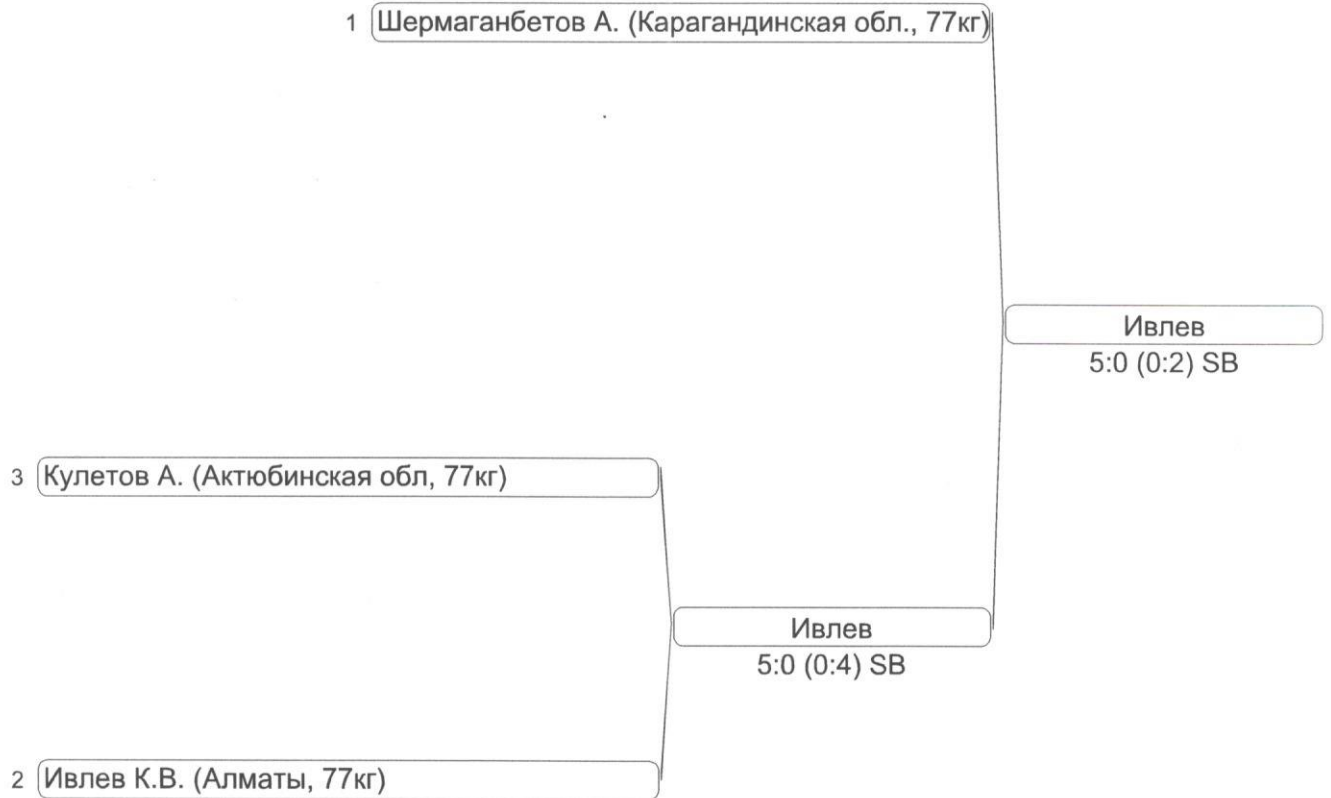 1 Шермаганбетов А. (Карагандинская обл., 77кг)
Ивлев
5:0 (0:2) SB
3 Кулетов А. (Актюбинская обл, 77кг)
Ивлев
5:0 (0:4) SB
2 Ивлев К.В. (Алматы, 77кг)